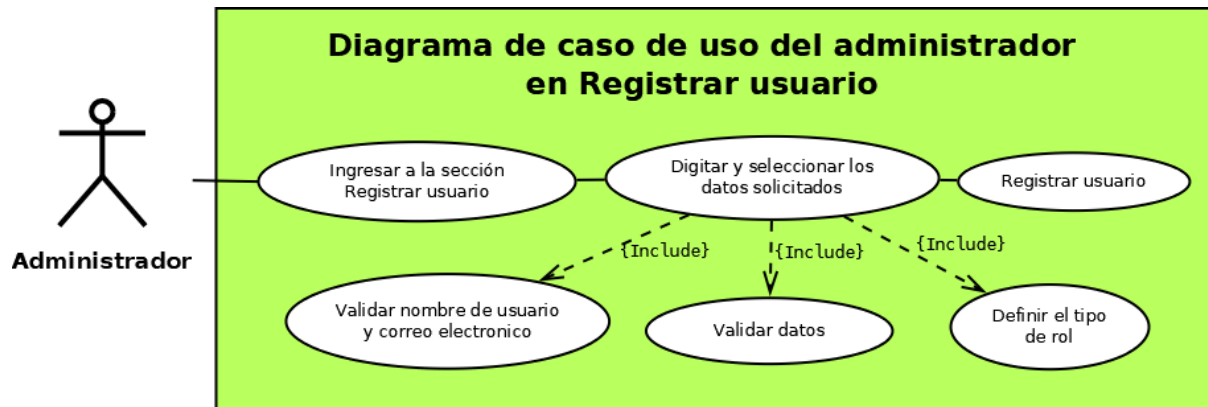 Diagrama de caso de uso del administrador
en Registrar usuario
Ingresar a la sección
Registrar usuario
Digitar y seleccionar los
datos solicitados
Registrar usuario
Administrador
{Include}
{Include}
{Include}
Validar nombre de usuario
y correo electronico
Validar datos
Definir el tipo
de rol